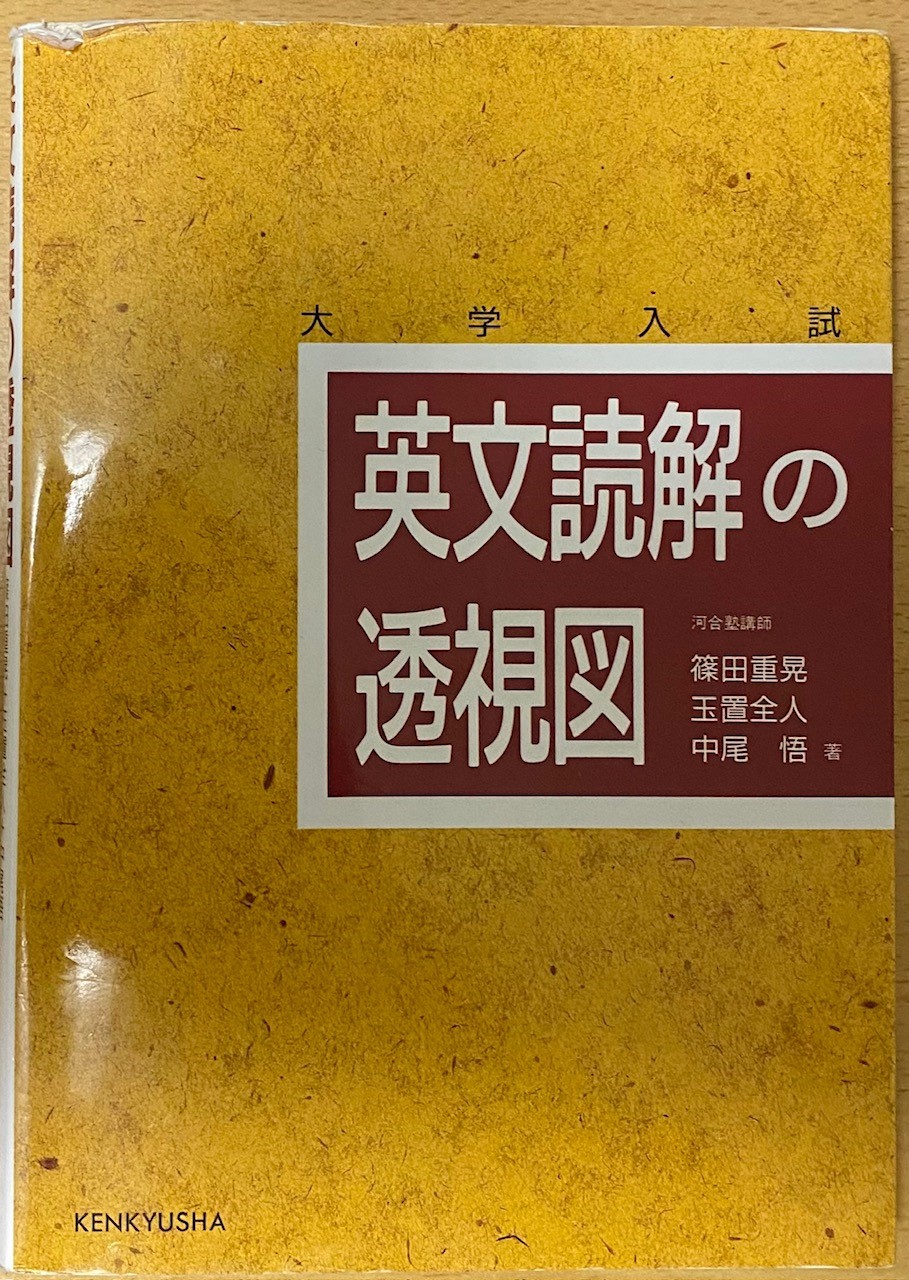 大学入試
英文読解の
透視図
河合塾講師
篠田重晃
玉置全人
中尾 悟 著
KENKYUSHA